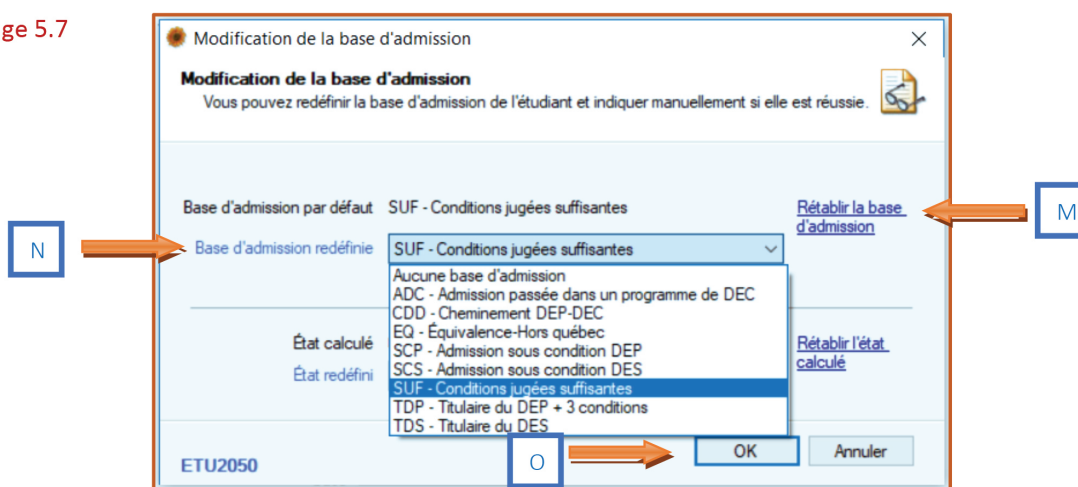 ge 5.7
Modification de la base d'admission
Modification de la base d'admission
Vous pouvez redéfinir la base d'admission de l'étudiant et indiquer manuellement si elle est réussie.
Base d'admission par défaut SUF - Conditions jugées suffisantes
Rétablir la base
d'admission
M
N
Base d'admission redéfinie
SUF - Conditions jugées suffisantes
Aucune base d'admission
ADC - Admission passée dans un programme de DEC
CDD - Cheminement DEP-DEC
EQ - Équivalence-Hors québec
SCP - Admission sous condition DEP
SCS - Admission sous condition DES
SUF - Conditions jugées suffisantes
TDP - Titulaire du DEP + 3 conditions
TDS - Titulaire du DES
État calculé
État redéfini
Rétablir l'état
calculé
O
OK
Annuler
ETU2050